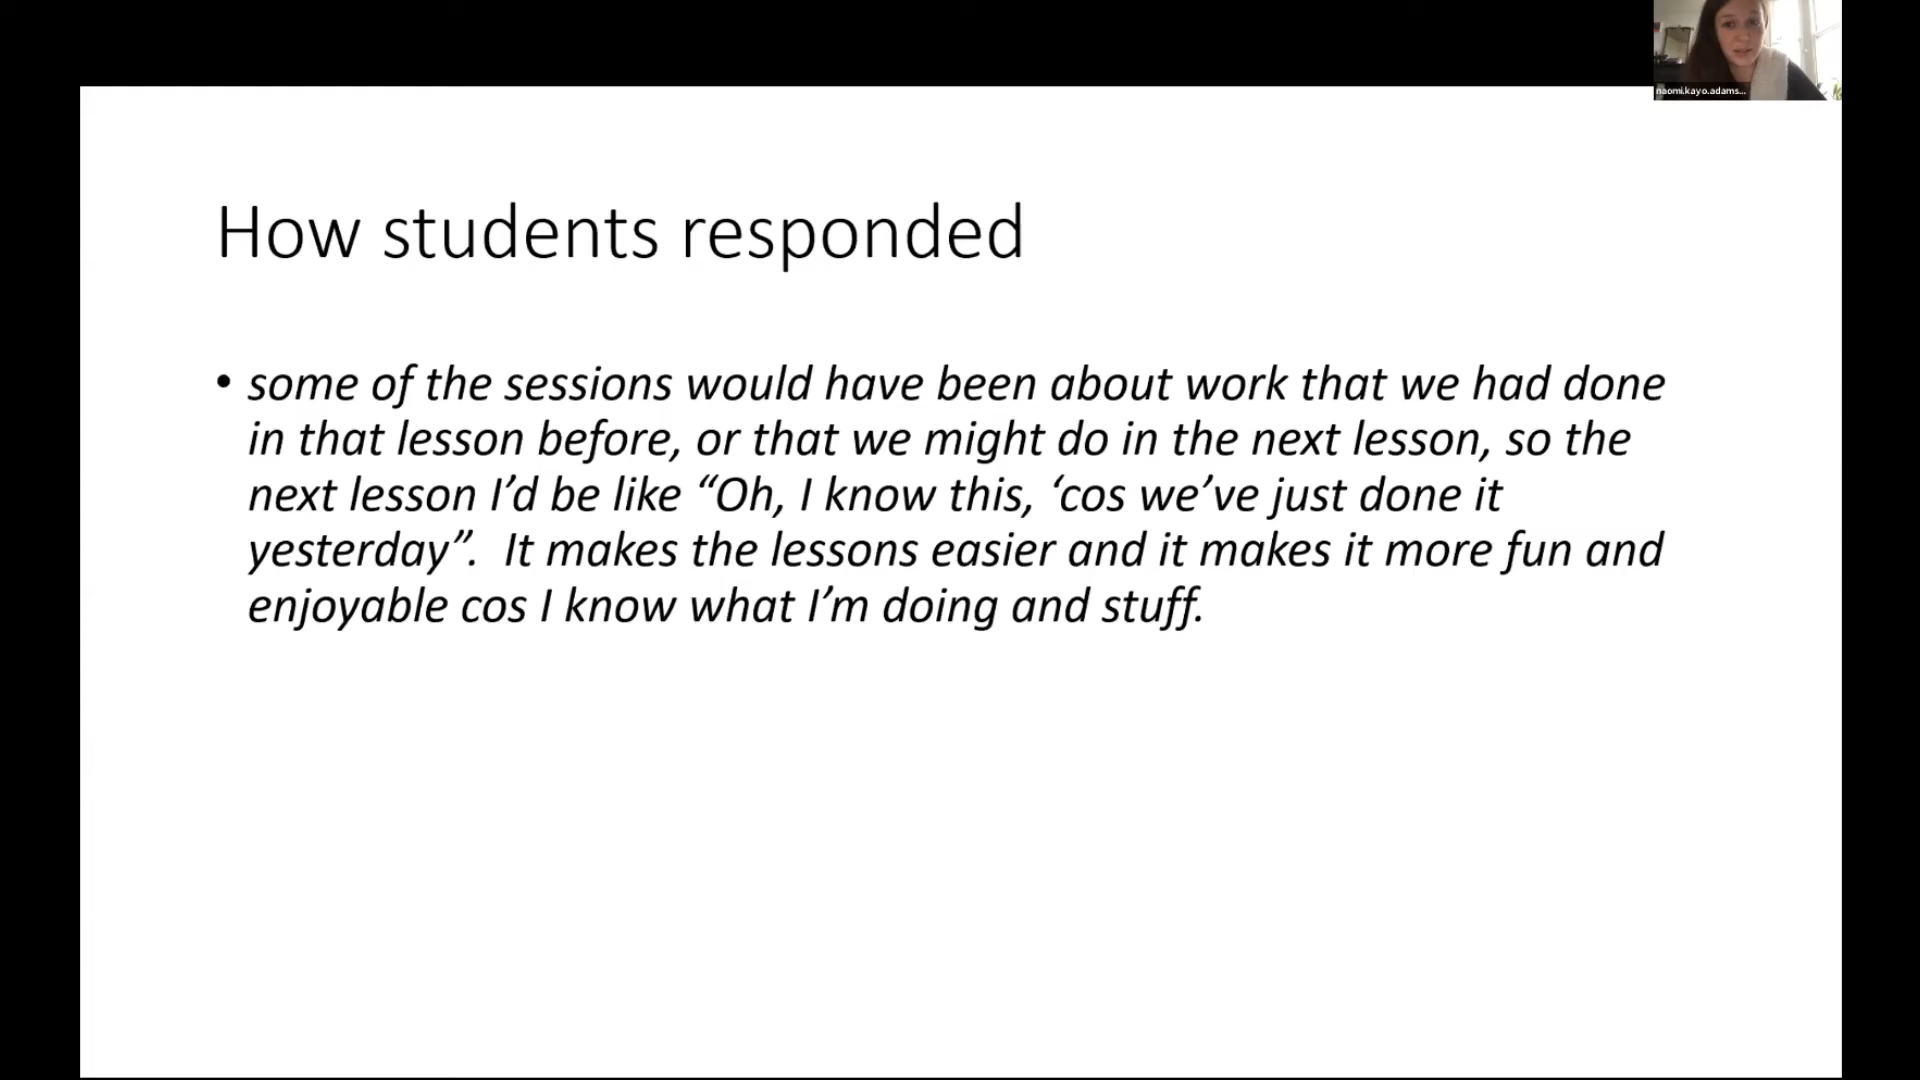 naomi.kayo.adams...
How students responded
• some of the sessions would have been about work that we had done
in that lesson before, or that we might do in the next lesson, so the
next lesson I’d be like “Oh, I know this, ‘cos we’ve just done it
yesterday”.  It makes the lessons easier and it makes it more fun and
enjoyable cos I know what I’m doing and stuff.